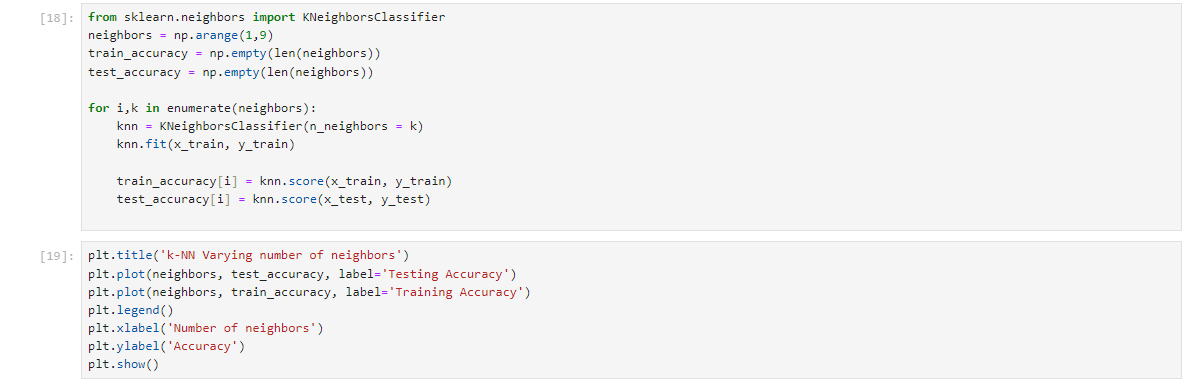 [18]:
from sklearn.neighbors import KNeighborsClassifier
neighbors = np.arange(1,9)
train_accuracy = np.empty(len(neighbors))
test_accuracy = np.empty(len(neighbors))

for i,k in enumerate(neighbors):
    knn = KNeighborsClassifier(n_neighbors = k)
    knn.fit(x_train, y_train)

    train_accuracy[i] = knn.score(x_train, y_train)
    test_accuracy[i] = knn.score(x_test, y_test)

[19]:
plt.title('k-NN Varying number of neighbors')
plt.plot(neighbors, test_accuracy, label='Testing Accuracy')
plt.plot(neighbors, train_accuracy, label='Training Accuracy')
plt.legend()
plt.xlabel('Number of neighbors')
plt.ylabel('Accuracy')
plt.show()